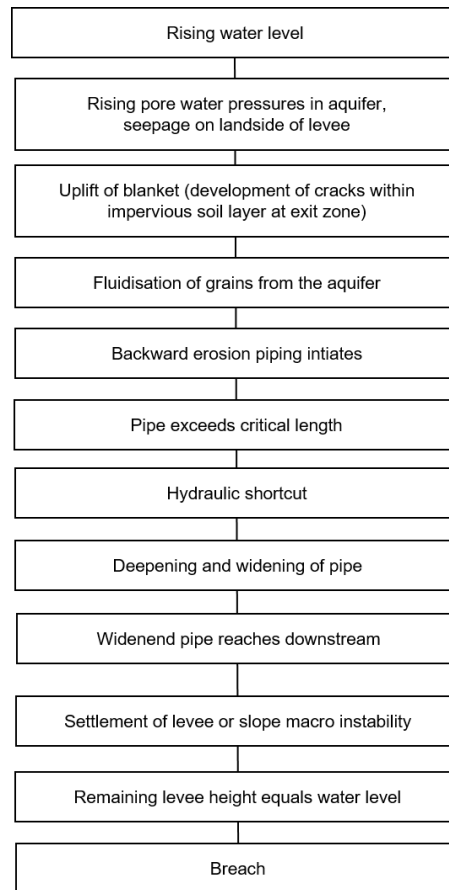 Rising water level
Rising pore water pressures in aquifer,
seepage on landside of levee
Uplift of blanket (development of cracks within
impervious soil layer at exit zone)
Fluidisation of grains from the aquifer
Backward erosion piping intiates
Pipe exceeds critical length
Hydraulic shortcut
Deepening and widening of pipe
Widenend pipe reaches downstream
Settlement of levee or slope macro instability
Remaining levee height equals water level
Breach